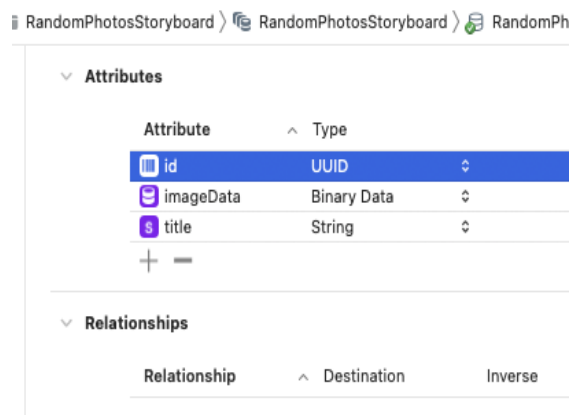 RandomPhotosStoryboard RandomPhotosStoryboard RandomPh
Attributes
Attribute Type
id UUID
imageData Binary Data
S title String
Relationships
Relationship Destination Inverse